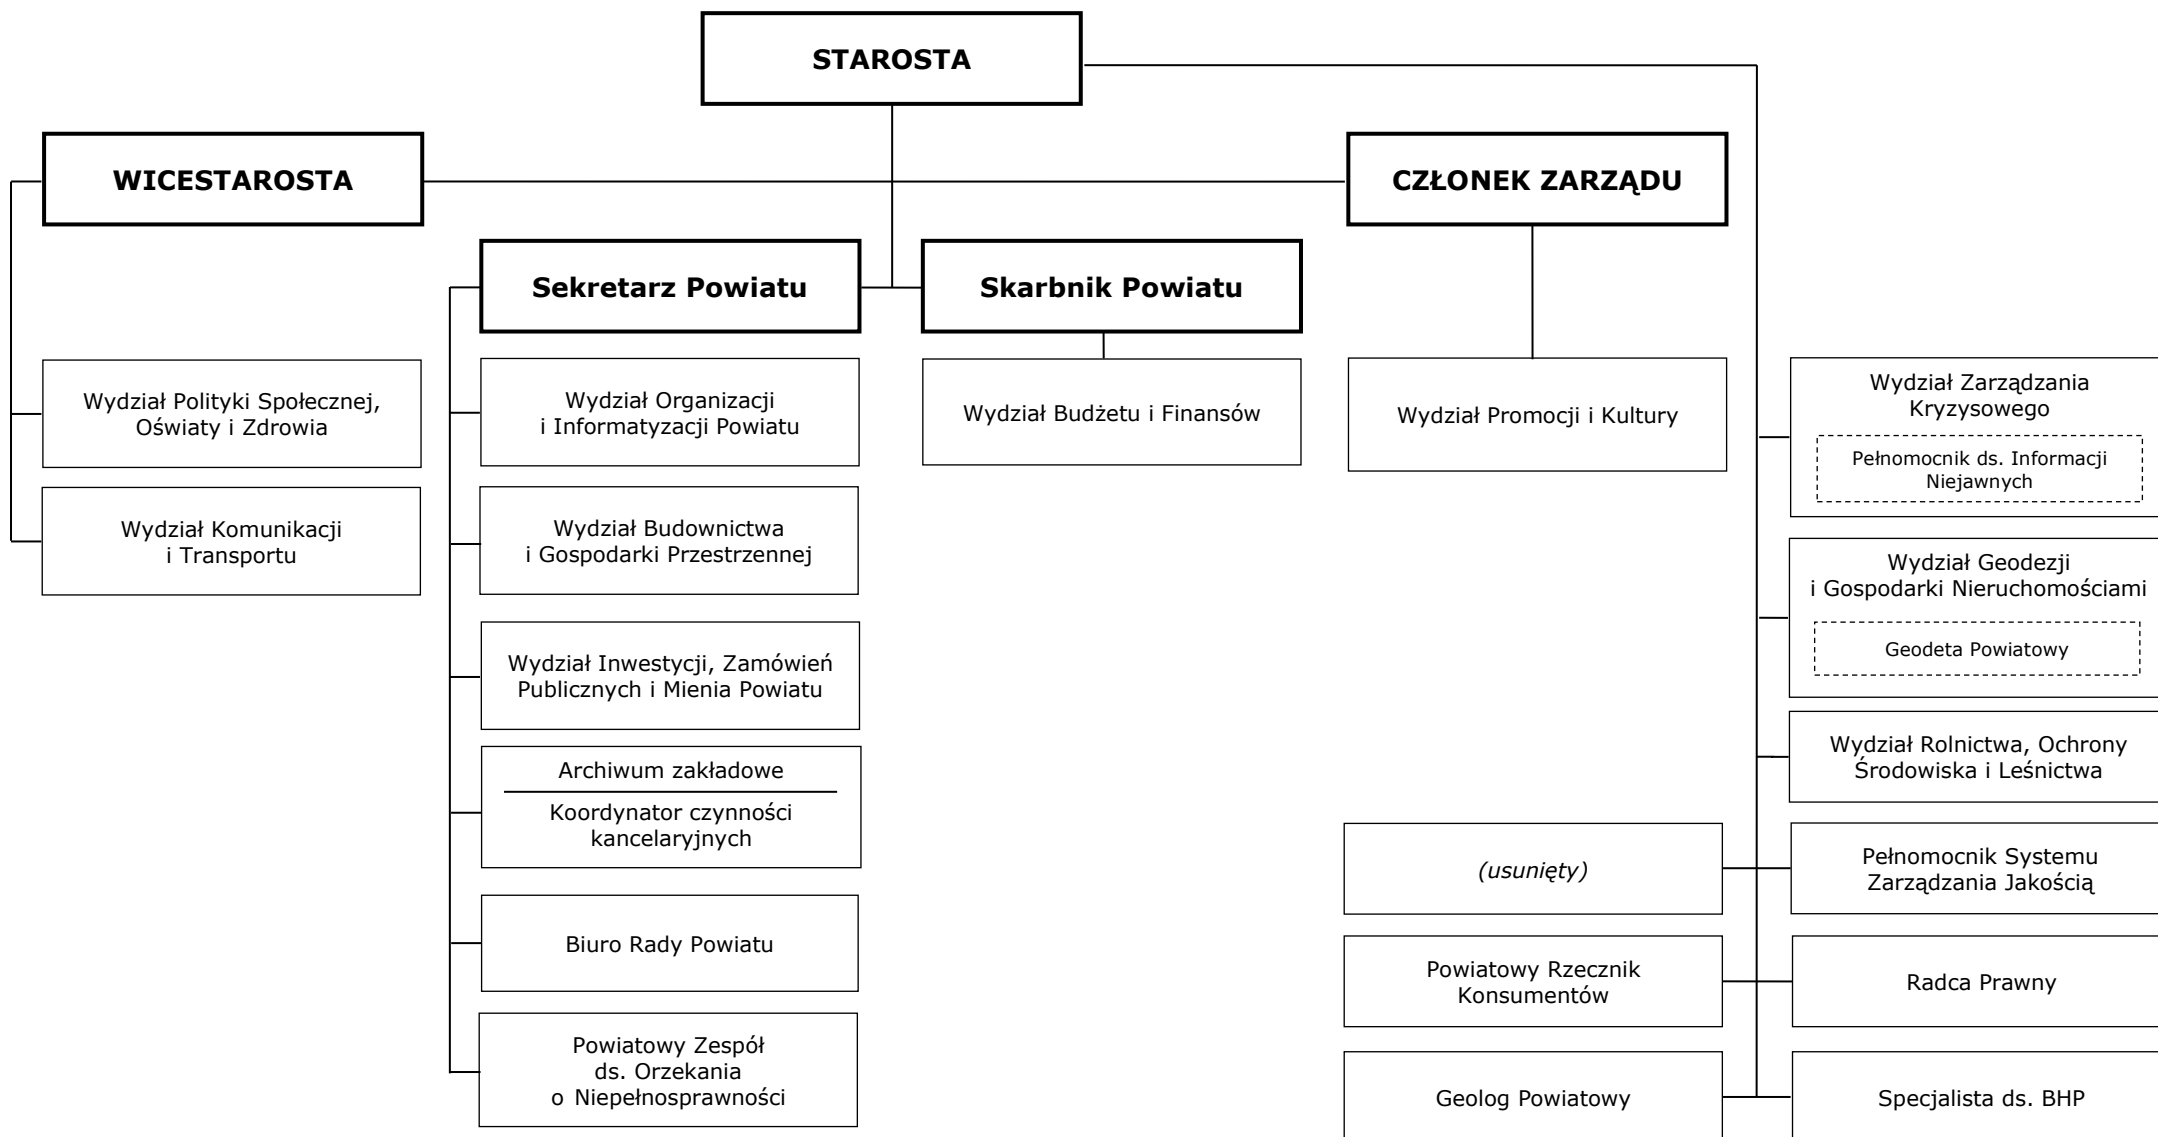 STAROSTA
WICESTAROSTA
CZŁONEK ZARZĄDU
Sekretarz Powiatu
Skarbnik Powiatu
Wydział Polityki Społecznej,
Oświaty i Zdrowia
Wydział Komunikacji
i Transportu
Wydział Organizacji
i Informatyzacji Powiatu
Wydział Budownictwa
i Gospodarki Przestrzennej
Wydział Inwestycji, Zamówień
Publicznych i Mienia Powiatu
Archiwum zakładowe
Koordynator czynności
kancelaryjnych
Biuro Rady Powiatu
Powiatowy Zespół
ds. Orzekania
o Niepełnosprawności
Wydział Budżetu i Finansów
Wydział Promocji i Kultury
Wydział Zarządzania
Kryzysowego
Pełnomocnik ds. Informacji
Niejawnych
Wydział Geodezji
i Gospodarki Nieruchomościami
Geodeta Powiatowy
Wydział Rolnictwa, Ochrony
Środowiska i Leśnictwa
(usunięty)
Pełnomocnik Systemu
Zarządzania Jakością
Powiatowy Rzecznik
Konsumentów
Radca Prawny
Geolog Powiatowy
Specjalista ds. BHP